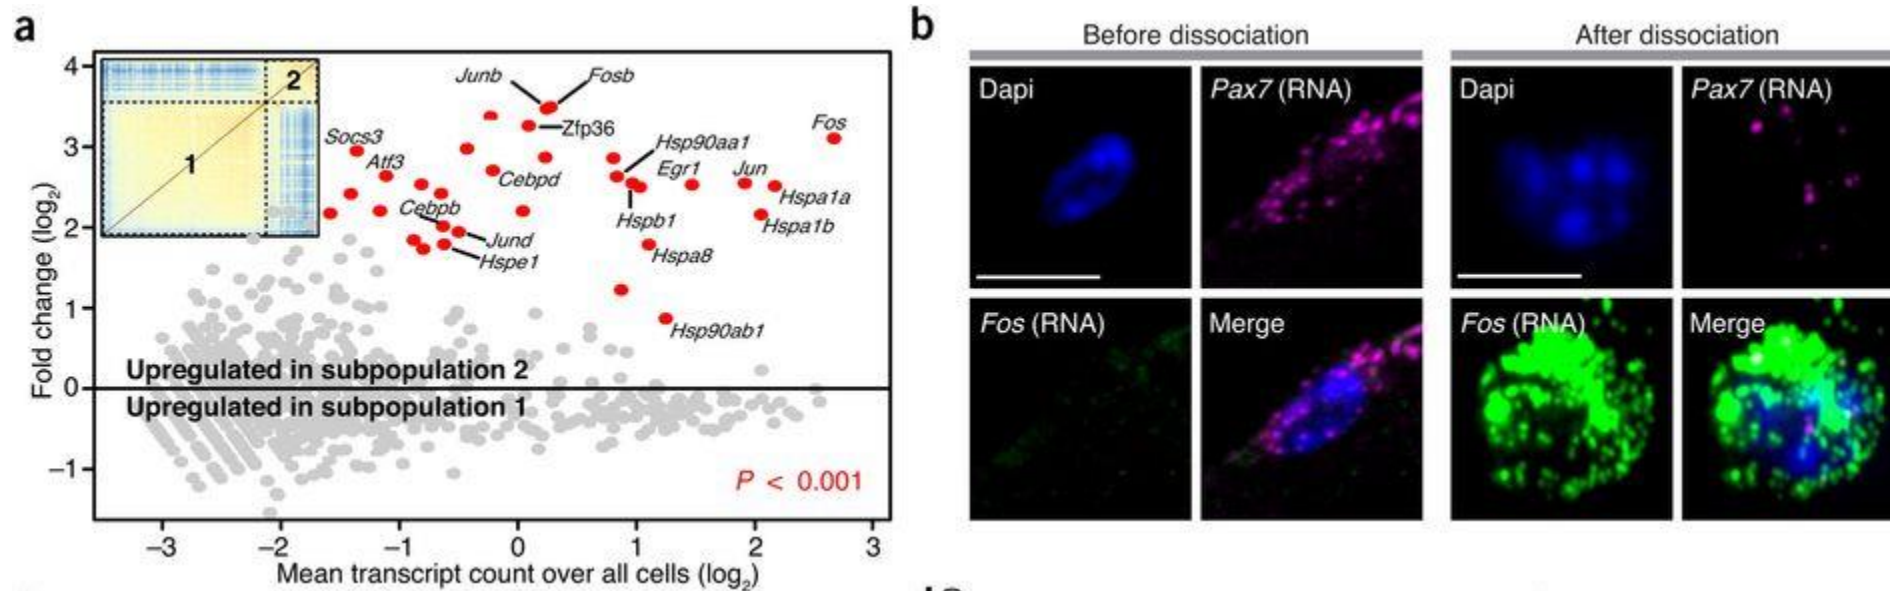 a
4
3
2
1
0
−1
Fold change (log2)
1
2
Junb
Fosb
Zfp36
Socs3
Atf3
Cebpd
Hsp90aa1
Fos
Egr1
Jun
Hspa1a
Hspb1
Hspa1b
Cebpb
Jund
Hspe1
Hspa8
Hsp90ab1
Upregulated in subpopulation 2
Upregulated in subpopulation 1
P < 0.001
−3
−2
−1
0
1
2
3
Mean transcript count over all cells (log2)
b
Before dissociation
After dissociation
Dapi
Pax7 (RNA)
Dapi
Pax7 (RNA)
Fos (RNA)
Merge
Fos (RNA)
Merge